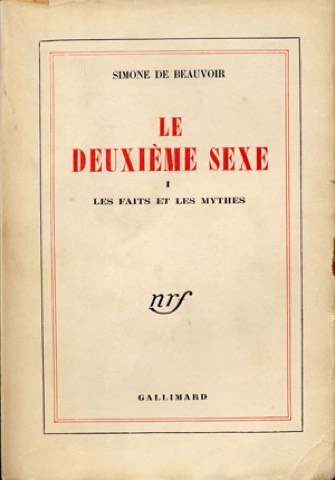 SIMONE DE BEAUVOIR
LE
DEUXIÈME SEXE
I
LES FAITS ET LES MYTHES
nrf
GALLIMARD